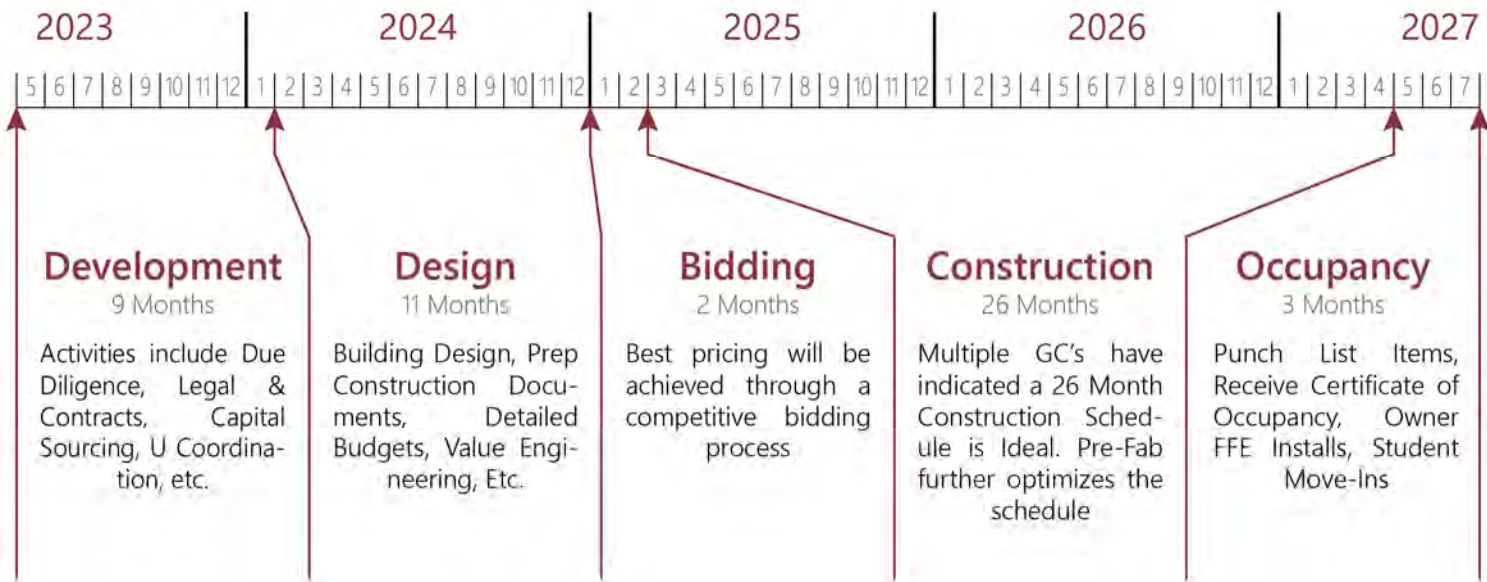 2023 2024 2025 2026 2027
5 6 7 8 9 10 11 12 1 2 3 4 5 6 7 8 9 10 11 12 1 2 3 4 5 6 7 8 9 10 11 12 1 2 3 4 5 6 7 8 9 10 11 12 1 2 3 4 5 6 7
Development
9 Months
Activities include Due
Diligence, Legal &
Contracts, Capital
Sourcing, U Coordina-
tion, etc.
Design
11 Months
Building Design, Prep
Construction Docu-
ments, Detailed
Budgets, Value Engi-
neering, Etc.
Bidding
2 Months
Best pricing will be
achieved through a
competitive bidding
process
Construction
26 Months
Multiple GC's have
indicated a 26 Month
Construction Sched-
ule is Ideal. Pre-Fab
further optimizes the
schedule
Occupancy
3 Months
Punch List Items,
Receive Certificate of
Occupancy, Owner
FFE Installs, Student
Move-Ins